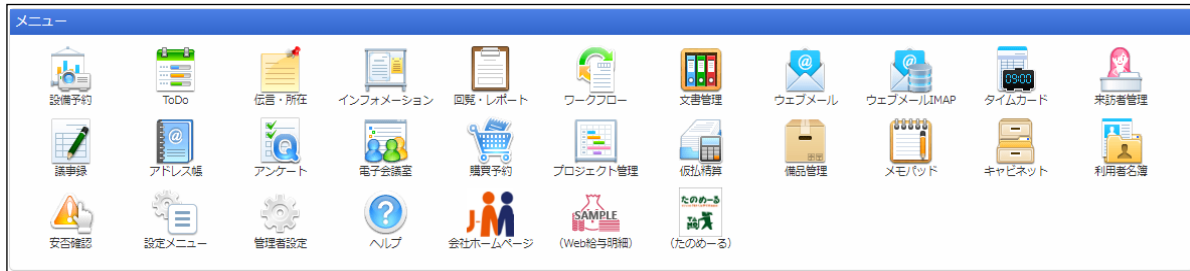 メニュー
設備予約 ToDo 伝言・所在 インフォメーション 回覧・レポート ワークフロー 文書管理 ウェブメール ウェブメールIMAP タイムカード 来訪者管理
09:00
議事録 アドレス帳 アンケート 電子会議室 購買予約 プロジェクト管理 仮払精算 備品管理 メモパッド キャビネット 利用者名簿
J-M
SAMPLE
たのめーる
安否確認 設定メニュー 管理者設定 ヘルプ 会社ホームページ (Web給与明細) (たのめーる)